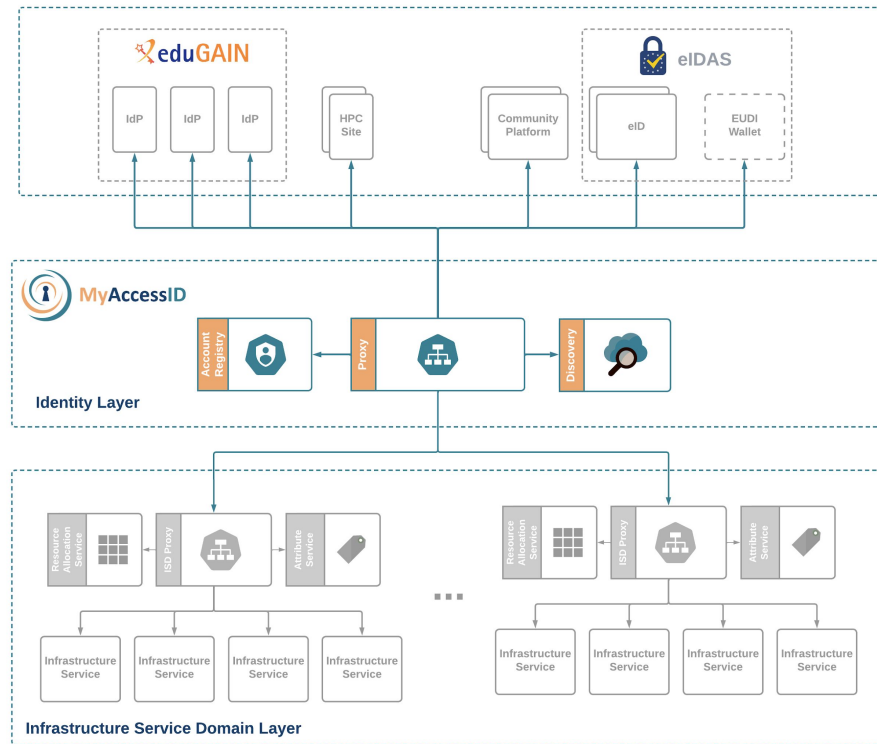 eduGAIN
eIDAS
IdP
IdP
IdP
HPC
Site
Community
Platform
eID
EUDI
Wallet
MyAccessID
Account
Registry
Proxy
Discovery
Identity Layer
Resource
Allocation
Service
ISD Proxy
Attribute
Service
Resource
Allocation
Service
ISD Proxy
Attribute
Service
...
Infrastructure
Service
Infrastructure
Service
Infrastructure
Service
Infrastructure
Service
Infrastructure
Service
Infrastructure
Service
Infrastructure
Service
Infrastructure
Service
Infrastructure Service Domain Layer